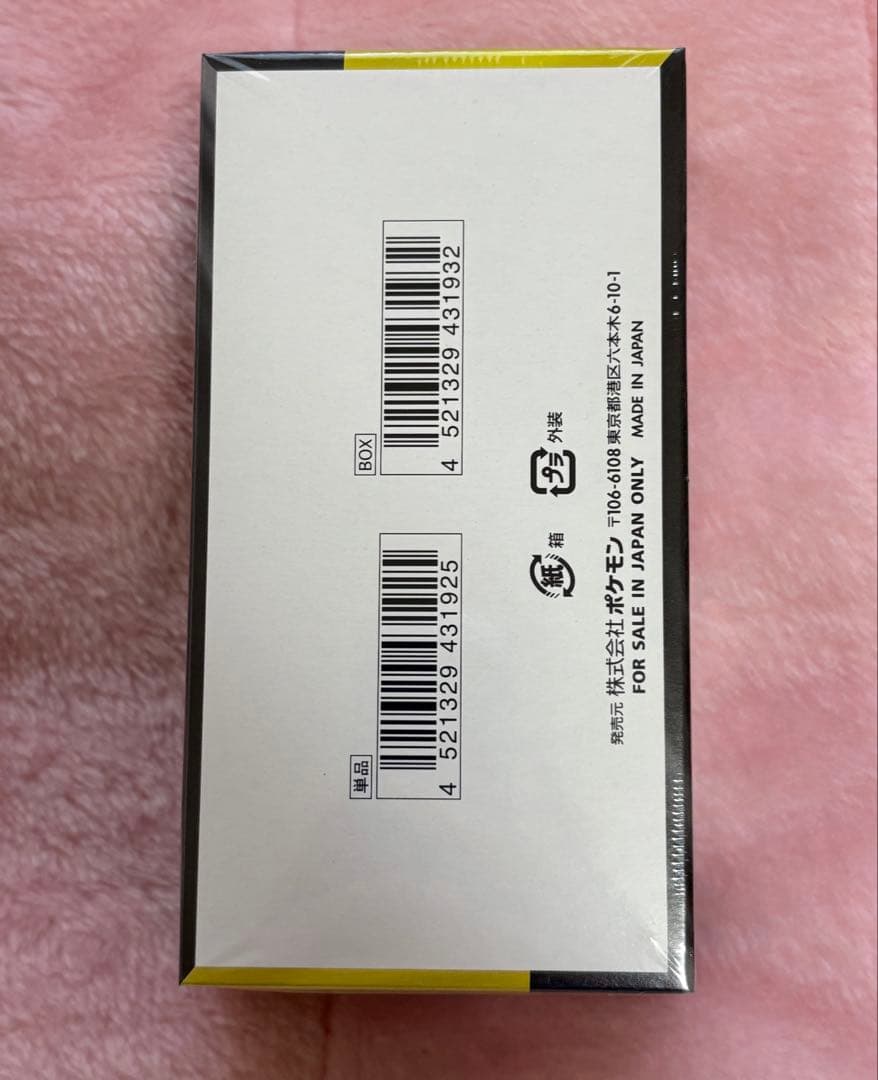 単品
4 521329 431925
BOX
4 521329 431932
紙 箱
プラ 外装
発売元 株式会社ポケモン 〒106-6108 東京都港区六本木6-10-1
FOR SALE IN JAPAN ONLY MADE IN JAPAN